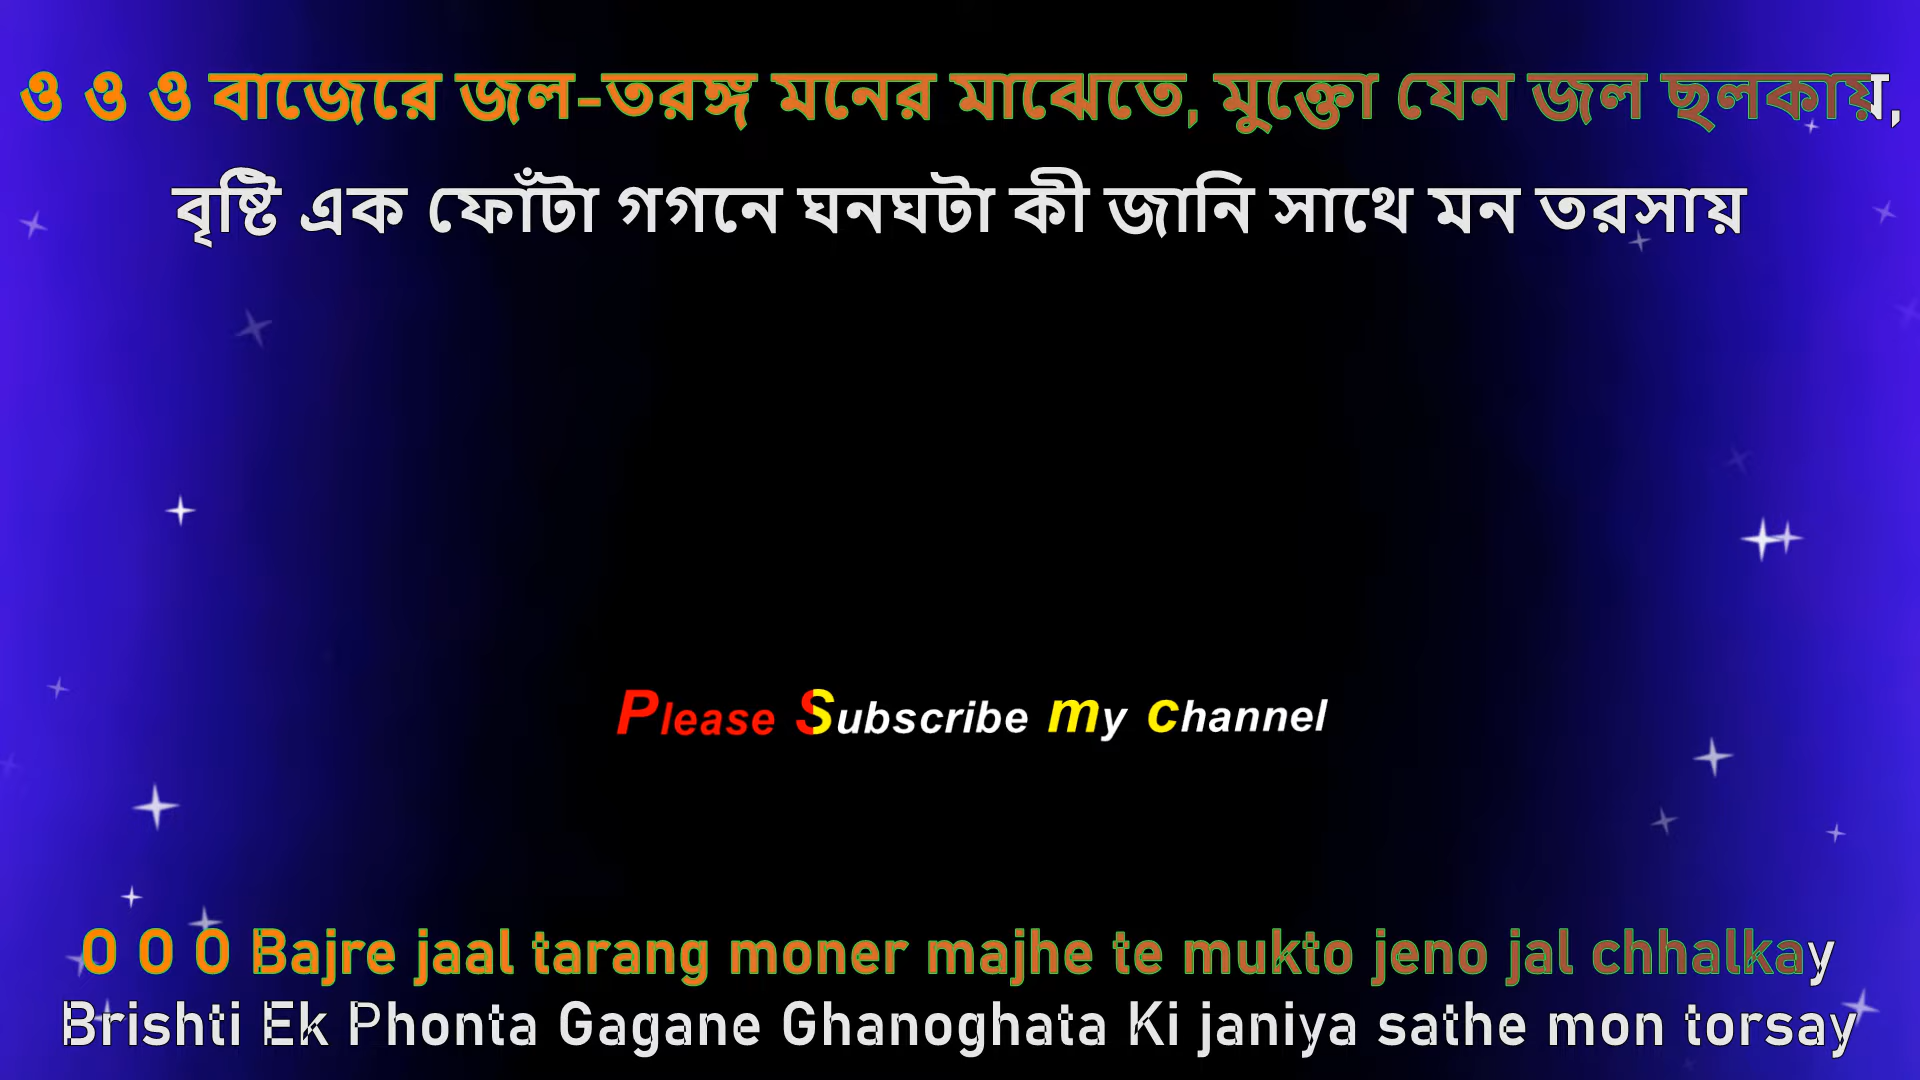 ও ও ও বাজেরে জল-তরঙ্গ মনের মাঝেতে, মুক্তো যেন জল ছলকায়,
বৃষ্টি এক ফোঁটা গগনে ঘনঘটা কী জানি সাথে মন তরসায়
Please Subscribe my channel
O O O Bajre jaal tarang moner majhe te mukto jeno jal chhalkay
Brishti Ek Phonta Gagane Ghanoghata Ki janiya sathe mon torsay